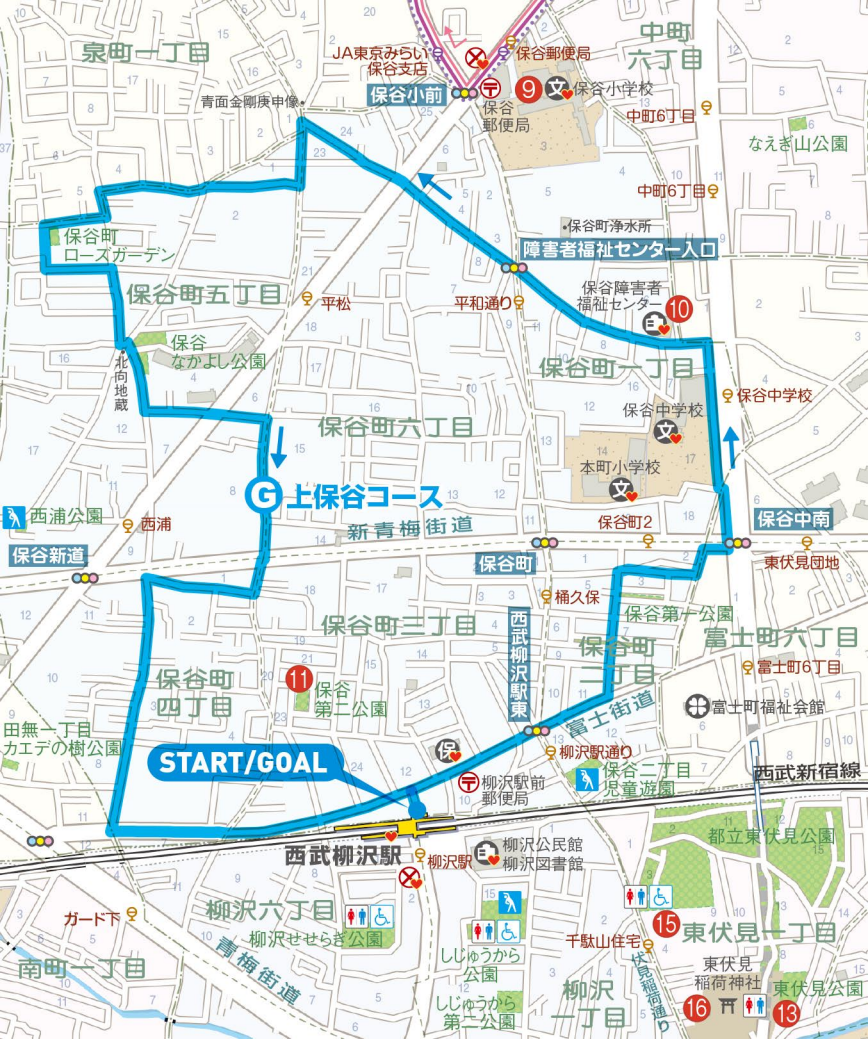 泉町一丁目
JA東京みらい
保谷支店
保谷郵便局
中町
六丁目
青面金剛庚申像
保谷小前
保谷
郵便局
9
文
保谷小学校
中町6丁目
なえぎ山公園
中町6丁目
保谷町浄水所
保谷町
ローズガーデン
障害者福祉センター入口
保谷町五丁目
平松
平和通り
保谷障害者
福祉センター
10
保谷
なかよし公園
北向地蔵
保谷町一丁目
保谷中学校
保谷町六丁目
保谷中学校
文
本町小学校
文
G 上保谷コース
西浦公園
西浦
新青梅街道
保谷町2
保谷中南
保谷新道
保谷町
東伏見団地
桶久保
保谷第一公園
保谷町三丁目
西武柳沢駅東
保谷町
二丁目
富士町六丁目
富士町6丁目
11
保谷
第二公園
保谷町
四丁目
富士街道
富士町福祉会館
田無一丁目
カエデの樹公園
START/GOAL
保
柳沢駅通り
保谷二丁目
児童遊園
西武新宿線
柳沢駅前
郵便局
都立東伏見公園
西武柳沢駅
柳沢駅
柳沢公民館
柳沢図書館
ガード下
柳沢六丁目
柳沢せせらぎ公園
しじゅうから
公園
15
東伏見一丁目
千駄山住宅
南町一丁目
青梅街道
伏見稲荷通り
東伏見
稲荷神社
東伏見公園
しじゅうから
第二公園
柳沢
一丁目
16
13